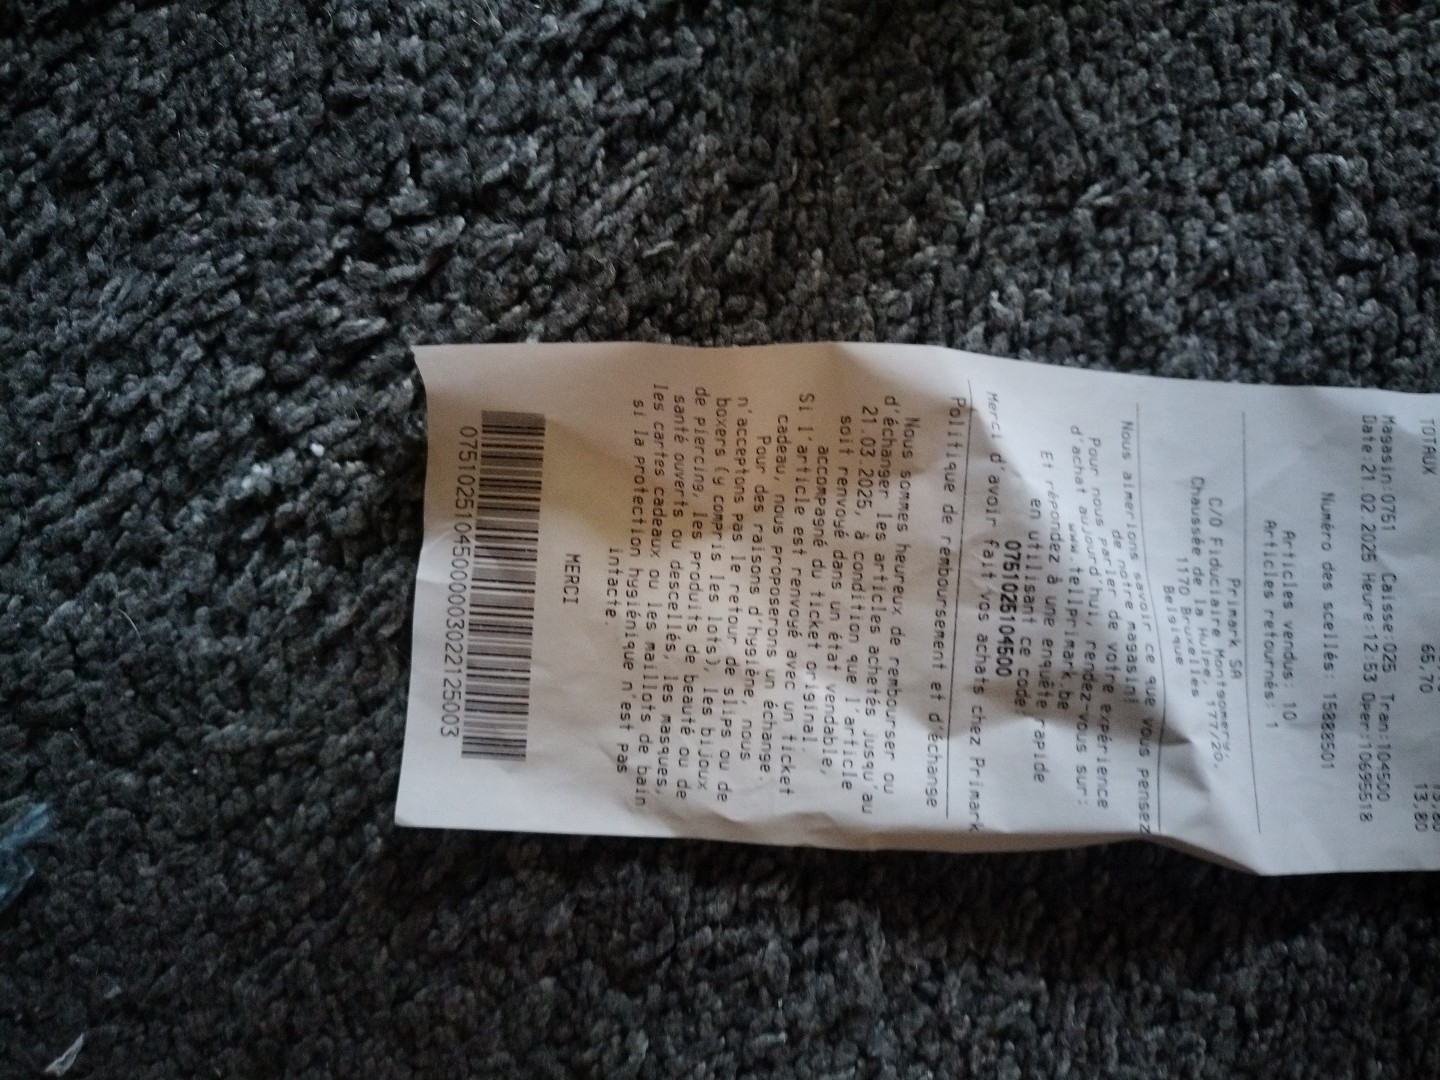 TOTAUX 65,70 13,80
Magasin:0751 Caisse:025 Tran:104500
Date:21 02 2025 Heure:12:53 Oper:10695518
Numéro des scellés: 15888501
Articles vendus: 10
Articles retournés: 1
Primark SA
C/O Fiduciaire Montgomery,
Chaussée de la Hulpe, 177/20,
1170 Bruxelles
Belgique
Nous aimerions savoir ce que vous pensez
de notre magasin!
Pour nous parler de votre expérience
d'achat aujourd'hui, rendez-vous sur:
www.tellprimark.be
Et répondez à une enquête rapide
en utilisant ce code:
0751025104500
Merci d'avoir fait vos achats chez Primark
Politique de remboursement et d'échange
Nous sommes heureux de rembourser ou
d'échanger les articles achetés jusqu'au
21.03.2025, à condition que l'article
soit renvoyé dans un état vendable,
accompagné du ticket original.
Si l'article est renvoyé avec un ticket
cadeau, nous proposerons un échange.
Pour des raisons d'hygiène, nous
n'acceptons pas le retour de slips ou de
boxers (y compris les lots), les bijoux
de piercing, les produits de beauté ou de
santé ouverts ou descellés, les masques,
les cartes cadeaux ou les maillots de bain
si la protection hygiénique n'est pas
intacte.
MERCI
07510251045000000302212​5003